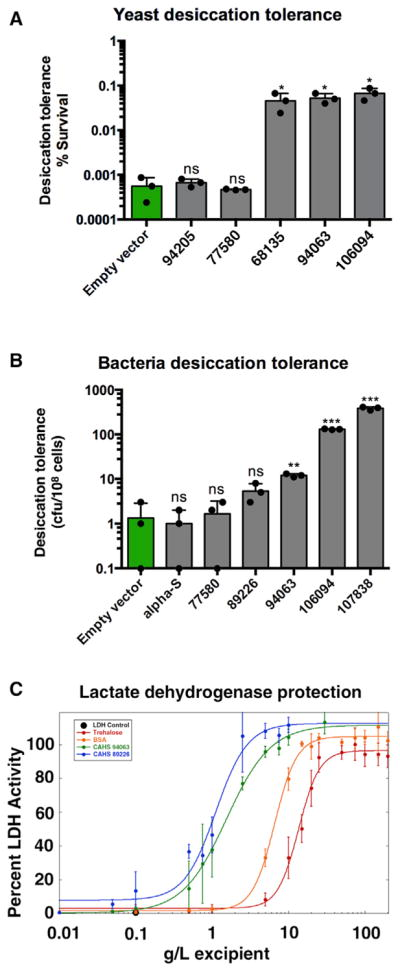 A
Yeast desiccation tolerance
Desiccation tolerance
% Survival
1
0.1
0.01
0.001
0.0001
ns
ns
*
*
*
Empty vector
94205
77580
68135
94063
106094
B
Bacteria desiccation tolerance
Desiccation tolerance
(cfu/10⁸ cells)
1000
100
10
1
0.1
ns
ns
ns
**
***
***
Empty vector
alpha-S
77580
89226
94063
106094
107838
C
Lactate dehydrogenase protection
Percent LDH Activity
100
80
60
40
20
0
LDH Control
Trehalose
BSA
CAHS 94063
CAHS 89226
0.01
0.1
1
10
100
g/L excipient